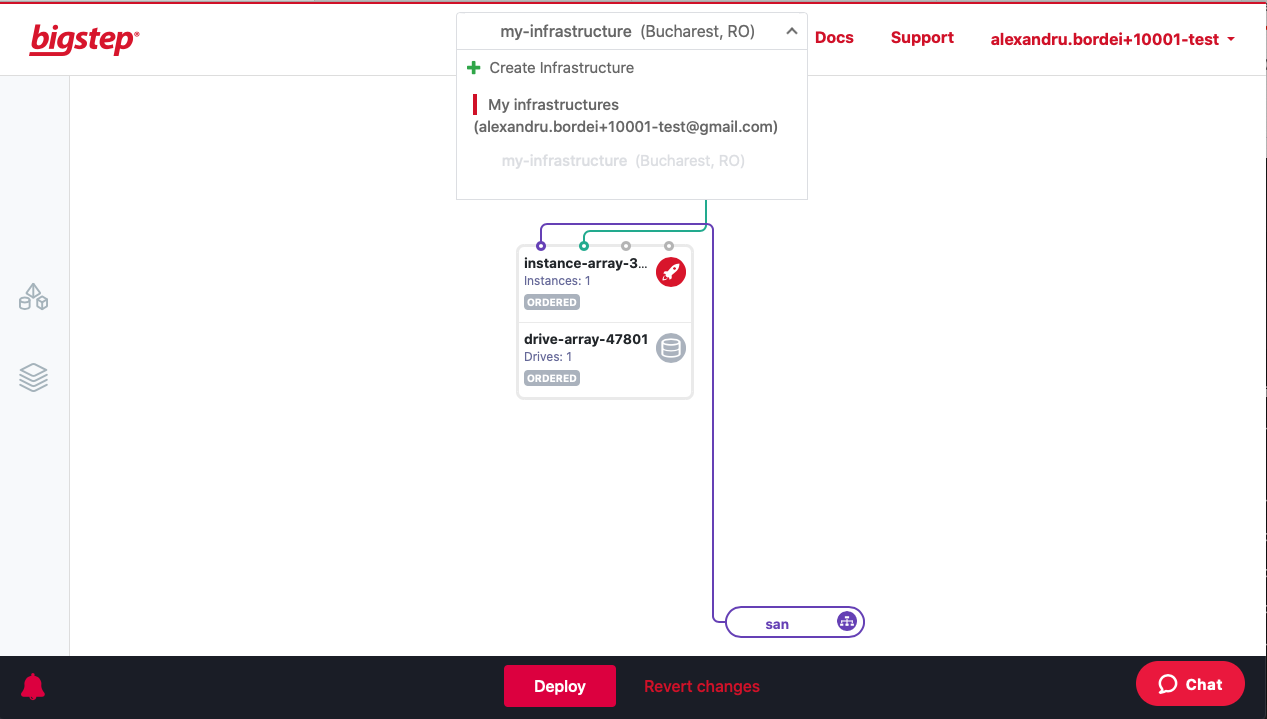 bigstep®
my-infrastructure (Bucharest, RO)
Docs
Support
alexandru.bordei+10001-test
Create Infrastructure
My infrastructures
(alexandru.bordei+10001-test@gmail.com)
my-infrastructure (Bucharest, RO)
instance-array-3...
Instances: 1
ORDERED
drive-array-47801
Drives: 1
ORDERED
san
Deploy
Revert changes
Chat